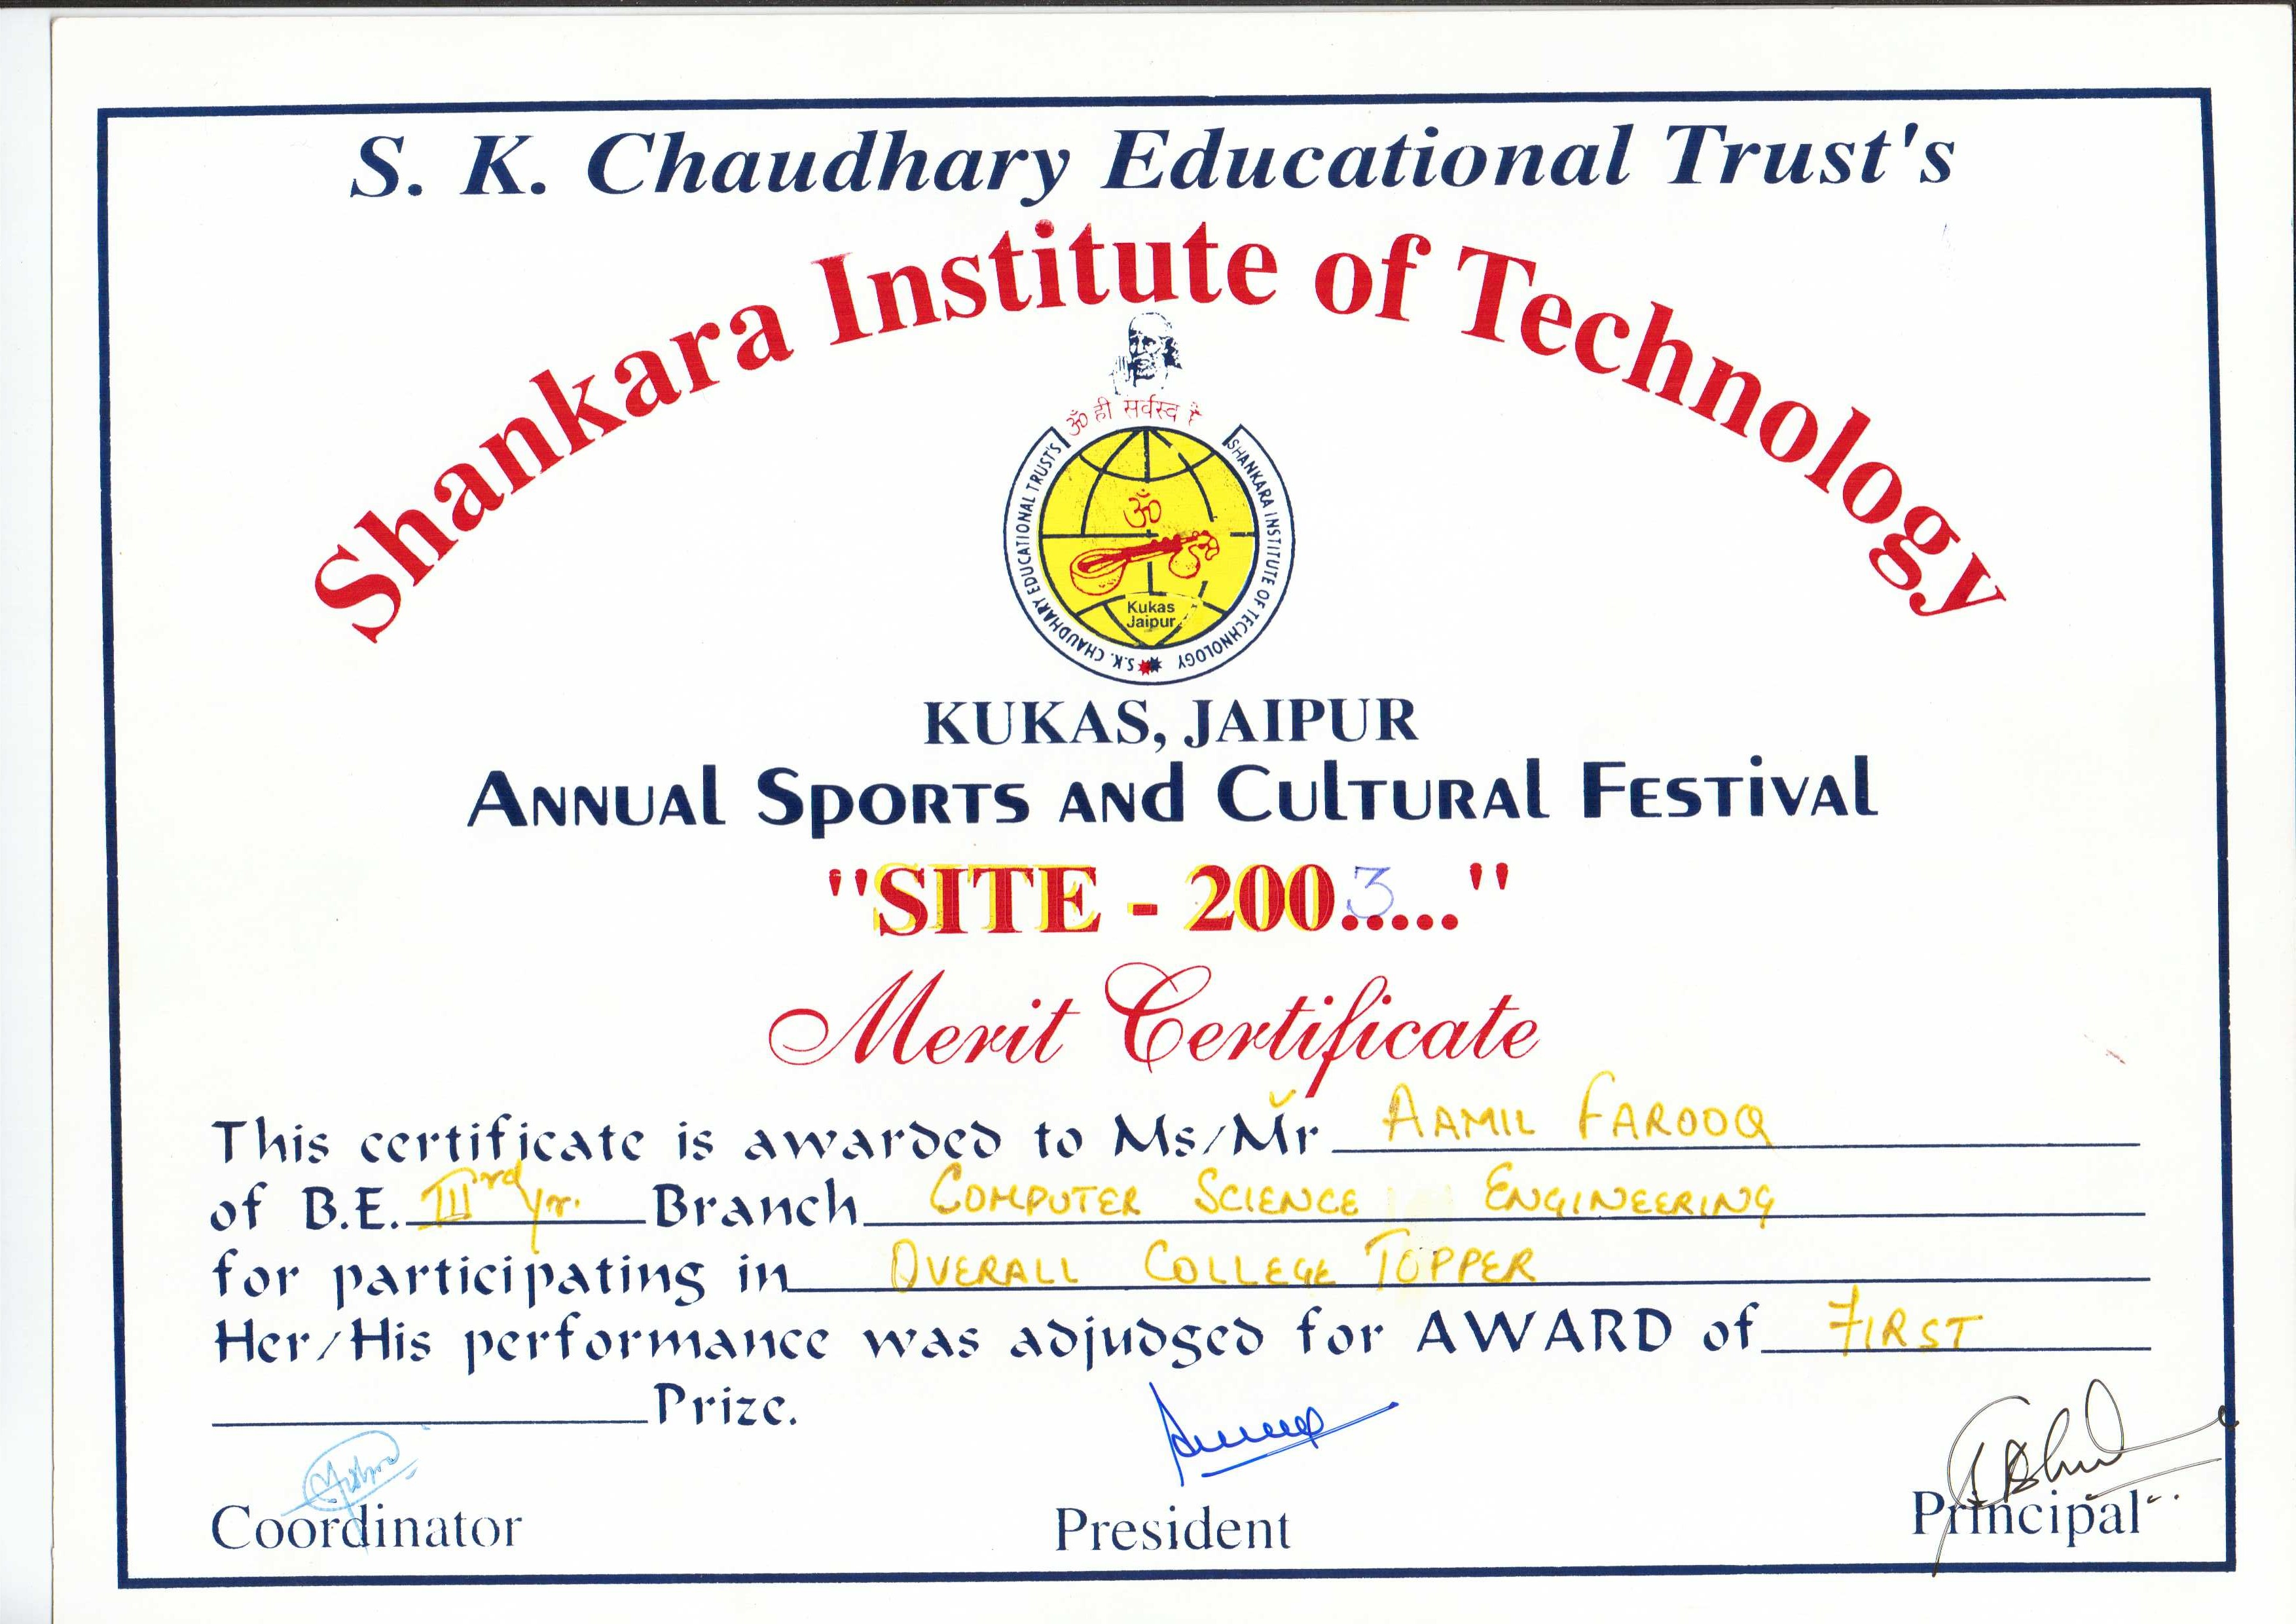 S. K. Chaudhary Educational Trust's
Shankara Institute of Technology
ॐ ही सर्वस्व है
S.K. CHAUDHARY EDUCATIONAL TRUST'S
SHANKARA INSTITUTE OF TECHNOLOGY
ॐ
Kukas
Jaipur
KUKAS, JAIPUR
Annual Sports and Cultural Festival
"SITE - 2003....."
Merit Certificate
This certificate is awarded to Ms/Mr AAMIL FAROOQ
of B.E. IIIrd yr. Branch COMPUTER SCIENCE ENGINEERING
for participating in OVERALL COLLEGE TOPPER
Her/His performance was adjudged for AWARD of FIRST
Prize.
Coordinator President Principal